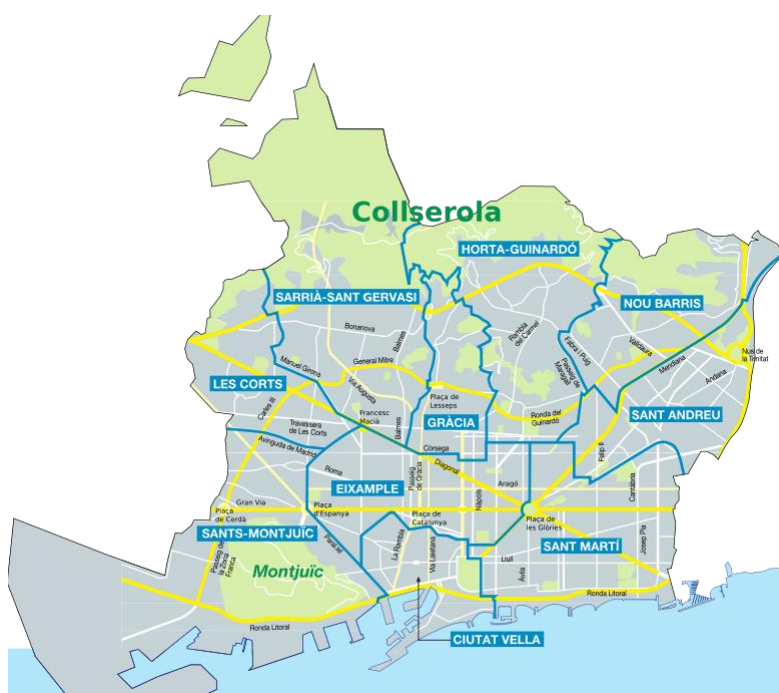 Collserola
HORTA-GUINARDÓ
SARRIÀ-SANT GERVASI
NOU BARRIS
Bonanova
Balmes
Rambla
del Carmel
Fabra i Puig
Valldaura
Meridiana
Nus de
la Trinitat
Manuel Girona
General Mitre
Passeig de
Maragall
Andana
LES CORTS
Via Augusta
Plaça de
Lesseps
SANT ANDREU
Carles III
Francesc
Macià
Balmes
GRÀCIA
Ronda del
Guinardó
Travessera
de Les Corts
Avinguda de Madrid
Còrsega
Felip II
Roma
Passeig
de Gràcia
Diagonal
Aragó
Cantàbria
EIXAMPLE
Gran Via
Nàpols
Plaça
de Cerdà
Plaça
d'Espanya
Plaça de
Catalunya
Plaça de
les Glòries
SANTS-MONTJUÏC
Paral·lel
La Rambla
Via Laietana
SANT MARTÍ
Josep Pla
Passeig de
la Zona
Franca
Montjuïc
Llull
Àvila
Ronda Litoral
Ronda Litoral
CIUTAT VELLA